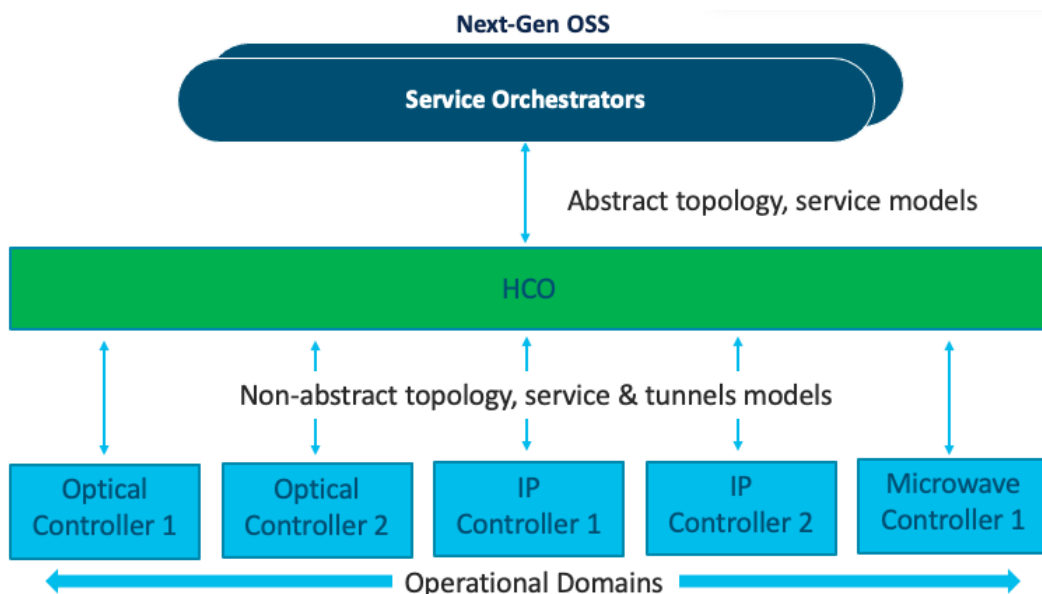 Next-Gen OSS
Service Orchestrators
Abstract topology, service models
HCO
Non-abstract topology, service & tunnels models
Optical
Controller 1
Optical
Controller 2
IP
Controller 1
IP
Controller 2
Microwave
Controller 1
Operational Domains